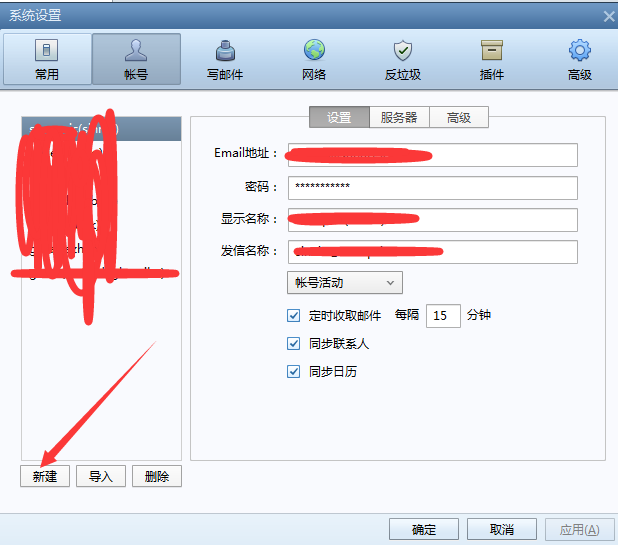 系统设置
常用 帐号 写邮件 网络 反垃圾 插件 高级
设置 服务器 高级
Email地址：
密码： ***********
显示名称：
发信名称：
帐号活动
定时收取邮件 每隔 15 分钟
同步联系人
同步日历
新建 导入 删除
确定 取消 应用(A)